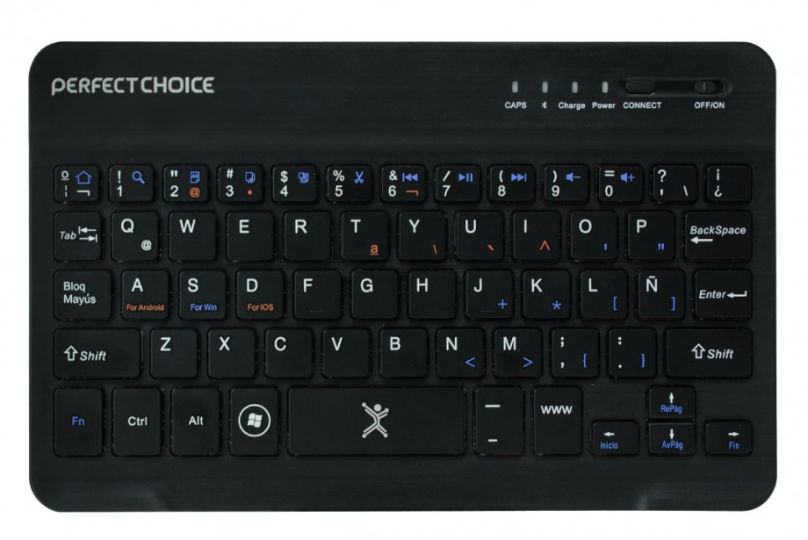 PERFECTCHOICE
CAPS Charge Power CONNECT OFF/ON
º ! " # $ % & / ( ) = ? ¡
¦ ¬ 1 2 @ 3 • 4 5 6 ¬ 7 8 9 0 ' \ ¿
Tab Q @ W E R T a Y \ U ` I ^ O ' P " BackSpace
Bloq Mayús A For Android S For Win D For IOS F G H J + K * L [ Ñ ] Enter
Shift Z X C V B N < M > ; , { : . } Shift
Fn Ctrl Alt _ - www RePág
Inicio AvPág Fin